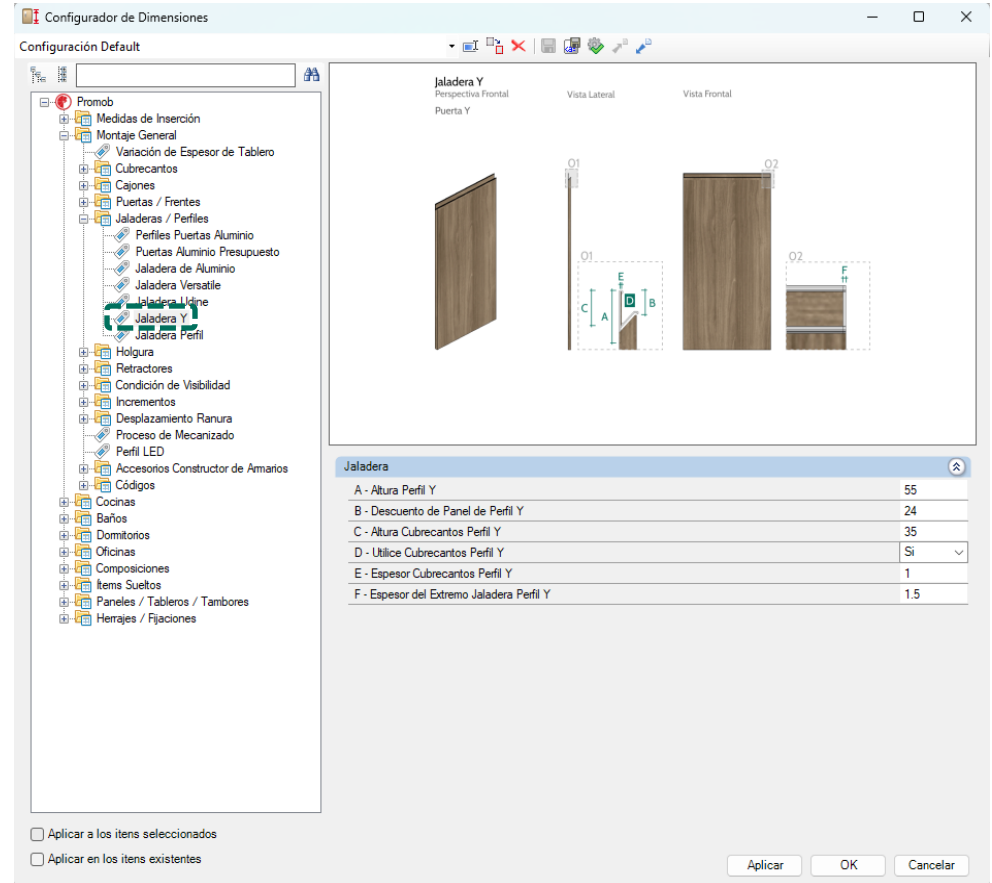 Configurador de Dimensiones
Configuración Default
Promob
Medidas de Inserción
Montaje General
Variación de Espesor de Tablero
Cubrecantos
Cajones
Puertas / Frentes
Jaladeras / Perfiles
Perfiles Puertas Aluminio
Puertas Aluminio Presupuesto
Jaladera de Aluminio
Jaladera Versatile
Jaladera Udine
Jaladera Y
Jaladera Perfil
Holgura
Retractores
Condición de Visibilidad
Incrementos
Desplazamiento Ranura
Proceso de Mecanizado
Perfil LED
Accesorios Constructor de Armarios
Códigos
Cocinas
Baños
Dormitorios
Oficinas
Composiciones
Ítems Sueltos
Paneles / Tableros / Tambores
Herrajes / Fijaciones
Aplicar a los itens seleccionados
Aplicar en los itens existentes
Jaladera Y
Perspectiva Frontal Vista Lateral Vista Frontal
Puerta Y
01 02
01 02
E F
C D B
A
Jaladera
A - Altura Perfil Y 55
B - Descuento de Panel de Perfil Y 24
C - Altura Cubrecantos Perfil Y 35
D - Utilice Cubrecantos Perfil Y Si
E - Espesor Cubrecantos Perfil Y 1
F - Espesor del Extremo Jaladera Perfil Y 1.5
Aplicar OK Cancelar